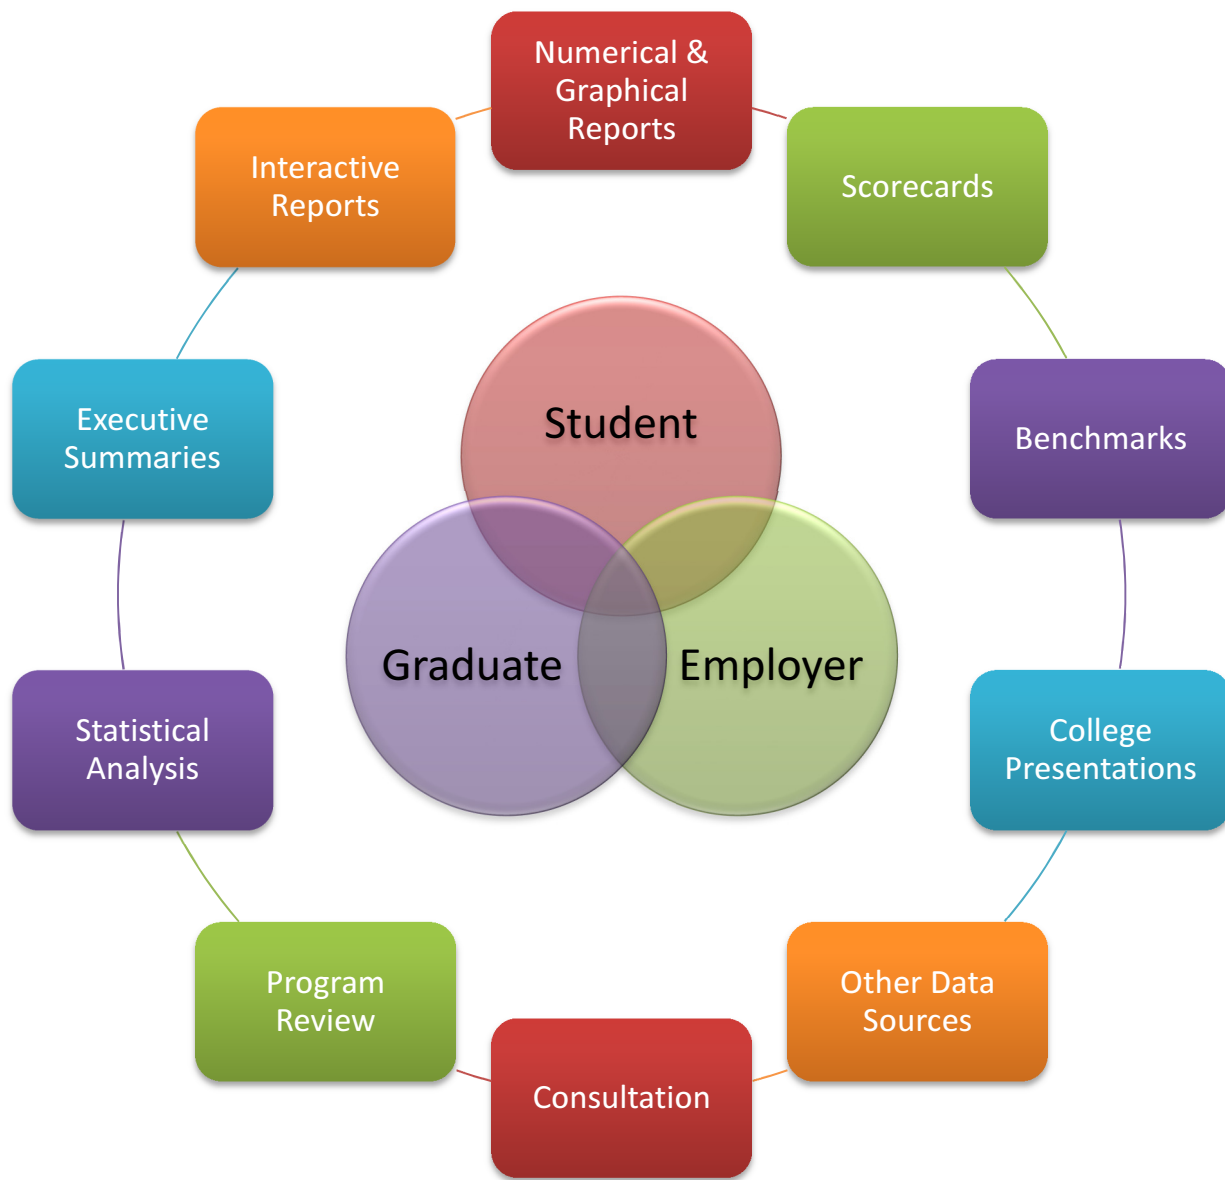 Numerical &
Graphical
Reports
Scorecards
Benchmarks
College
Presentations
Other Data
Sources
Consultation
Program
Review
Statistical
Analysis
Executive
Summaries
Interactive
Reports
Student
Graduate
Employer